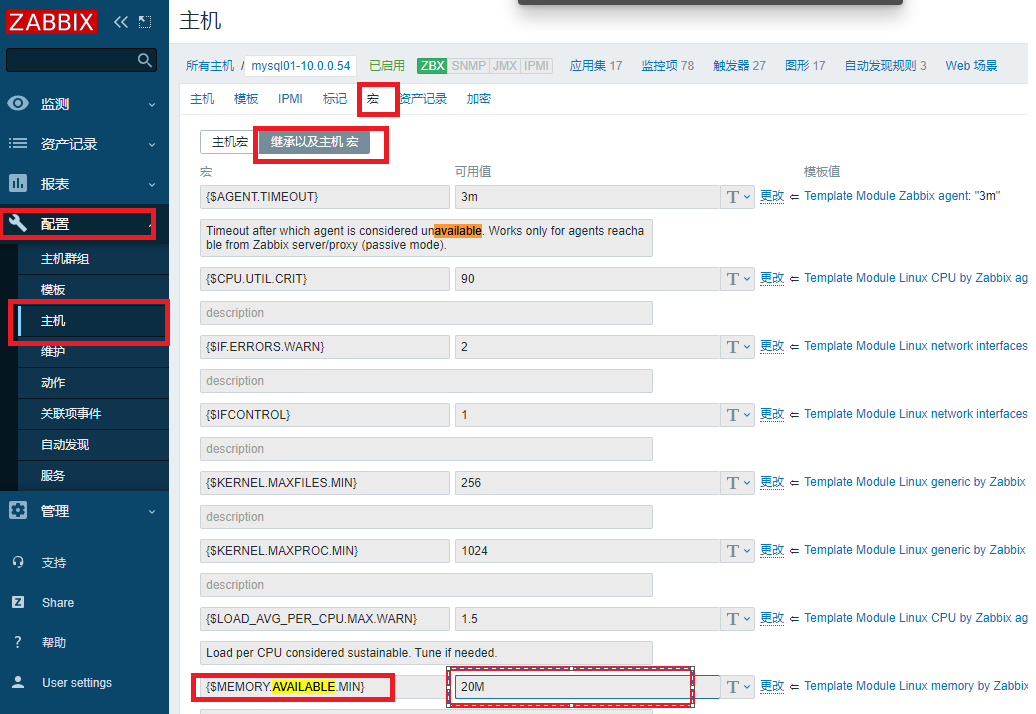 ZABBIX
监测
资产记录
报表
配置
主机群组
模板
主机
维护
动作
关联项事件
自动发现
服务
管理
支持
Share
帮助
User settings
主机
所有主机 / mysql01-10.0.0.54 已启用 ZBX SNMP JMX IPMI 应用集 17 监控项 78 触发器 27 图形 17 自动发现规则 3 Web 场景
主机 模板 IPMI 标记 宏 资产记录 加密
主机宏 继承以及主机 宏
宏 可用值 模板值
{$AGENT.TIMEOUT} 3m T 更改 ⇐ Template Module Zabbix agent: "3m"
Timeout after which agent is considered unavailable. Works only for agents reacha
ble from Zabbix server/proxy (passive mode).
{$CPU.UTIL.CRIT} 90 T 更改 ⇐ Template Module Linux CPU by Zabbix ag
description
{$IF.ERRORS.WARN} 2 T 更改 ⇐ Template Module Linux network interfaces
description
{$IFCONTROL} 1 T 更改 ⇐ Template Module Linux network interfaces
description
{$KERNEL.MAXFILES.MIN} 256 T 更改 ⇐ Template Module Linux generic by Zabbix
description
{$KERNEL.MAXPROC.MIN} 1024 T 更改 ⇐ Template Module Linux generic by Zabbix
description
{$LOAD_AVG_PER_CPU.MAX.WARN} 1.5 T 更改 ⇐ Template Module Linux CPU by Zabbix ag
Load per CPU considered sustainable. Tune if needed.
{$MEMORY.AVAILABLE.MIN} 20M T 更改 ⇐ Template Module Linux memory by Zabbix